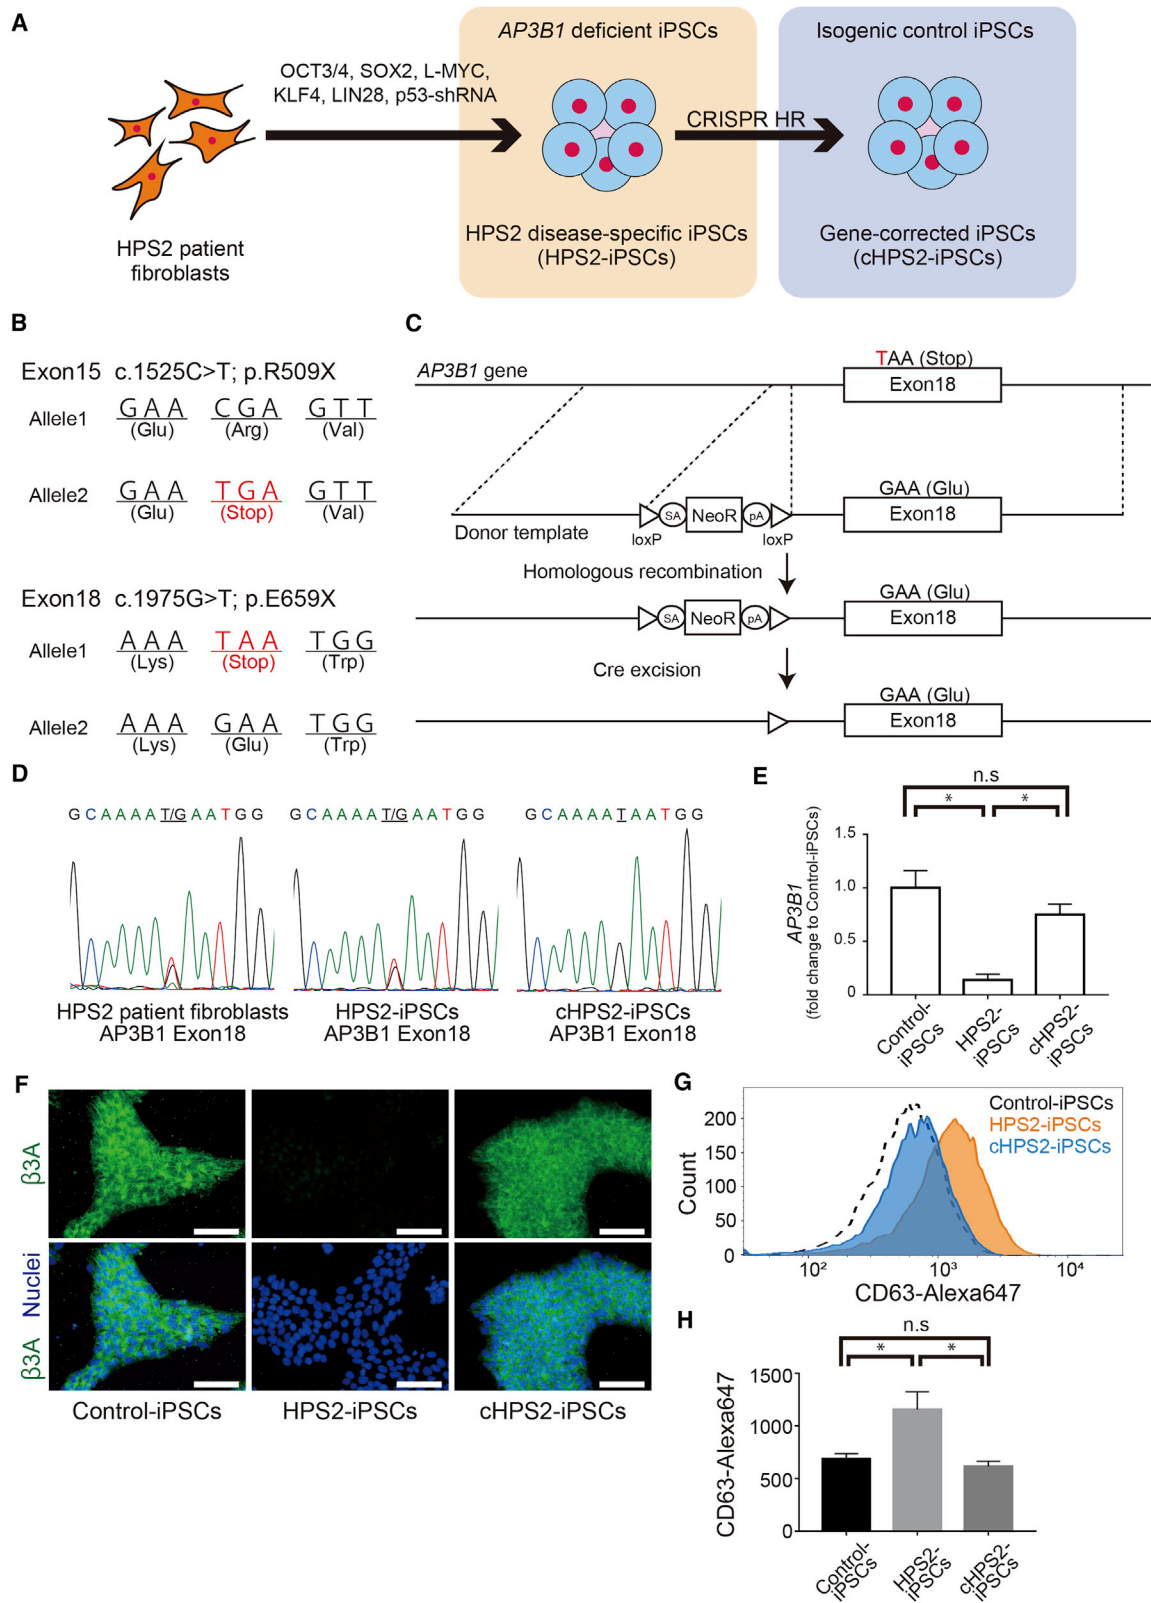 A
AP3B1 deficient iPSCs
Isogenic control iPSCs
OCT3/4, SOX2, L-MYC,
KLF4, LIN28, p53-shRNA
CRISPR HR
HPS2 patient
fibroblasts
HPS2 disease-specific iPSCs
(HPS2-iPSCs)
Gene-corrected iPSCs
(cHPS2-iPSCs)
B
Exon15 c.1525C>T; p.R509X
Allele1
GAA CGA GTT
(Glu) (Arg) (Val)
Allele2
GAA TGA GTT
(Glu) (Stop) (Val)
Exon18 c.1975G>T; p.E659X
Allele1
AAA TAA TGG
(Lys) (Stop) (Trp)
Allele2
AAA GAA TGG
(Lys) (Glu) (Trp)
C
AP3B1 gene
TAA (Stop)
Exon18
GAA (Glu)
Exon18
SA NeoR pA
Donor template
loxP loxP
Homologous recombination
GAA (Glu)
SA NeoR pA
Exon18
Cre excision
GAA (Glu)
Exon18
D
G C A A A A T/G A A T G G
G C A A A A T/G A A T G G
G C A A A A T A A T G G
HPS2 patient fibroblasts
AP3B1 Exon18
HPS2-iPSCs
AP3B1 Exon18
cHPS2-iPSCs
AP3B1 Exon18
E
n.s
* *
AP3B1
(fold change to Control-iPSCs)
1.5
1.0
0.5
0
Control-
iPSCs
HPS2-
iPSCs
cHPS2-
iPSCs
F
β3A
β3A Nuclei
Control-iPSCs
HPS2-iPSCs
cHPS2-iPSCs
G
Control-iPSCs
HPS2-iPSCs
cHPS2-iPSCs
Count
200
150
100
50
0
10²
10³
10⁴
CD63-Alexa647
H
n.s
* *
CD63-Alexa647
1500
1000
500
0
Control-
iPSCs
HPS2-
iPSCs
cHPS2-
iPSCs